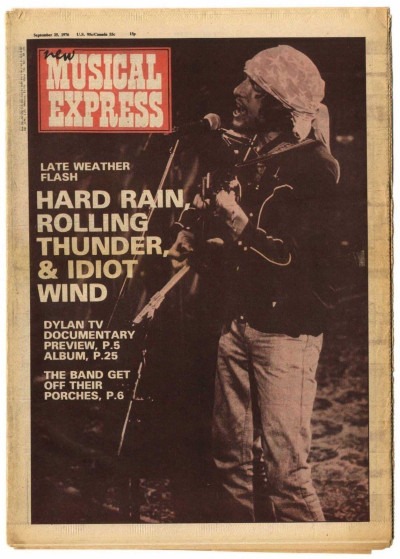 September 25, 1976 U.S. 95c/Canada 55c 15p
new
MUSICAL
EXPRESS
LATE WEATHER
FLASH
HARD RAIN,
ROLLING
THUNDER,
& IDIOT
WIND
DYLAN TV
DOCUMENTARY
PREVIEW, P.5
ALBUM, P.25
THE BAND GET
OFF THEIR
PORCHES, P.6